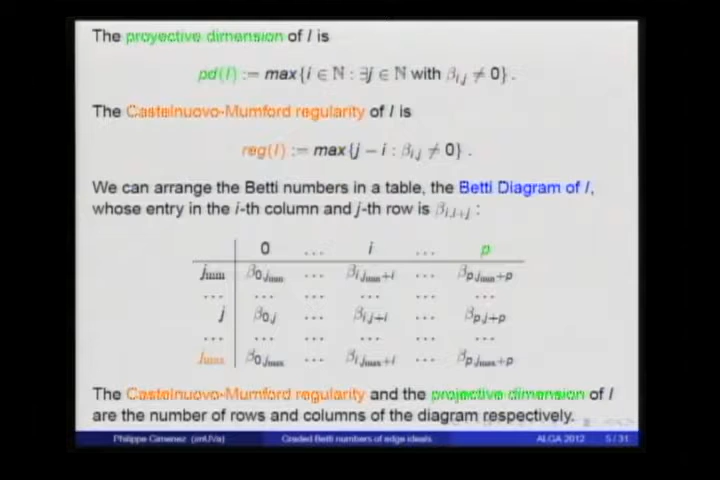 The proyective dimension of I is
pd(I) := max{i ∈ ℕ : ∃j ∈ ℕ with β_{i,j} ≠ 0} .
The Castelnuovo-Mumford regularity of I is
reg(I) := max{j − i : β_{i,j} ≠ 0} .
We can arrange the Betti numbers in a table, the Betti Diagram of I,
whose entry in the i-th column and j-th row is β_{i,i+j} :
0 ... i ... p
j_min β_{0,j_min} ... β_{i,j_min+i} ... β_{p,j_min+p}
... ... ... ... ... ...
j β_{0,j} ... β_{i,j+i} ... β_{p,j+p}
... ... ... ... ... ...
j_max β_{0,j_max} ... β_{i,j_max+i} ... β_{p,j_max+p}
The Castelnuovo-Mumford regularity and the projective dimension of I
are the number of rows and columns of the diagram respectively.
Philippe Gimenez (imUVa) Graded Betti numbers of edge ideals ALGA 2012 5 / 31